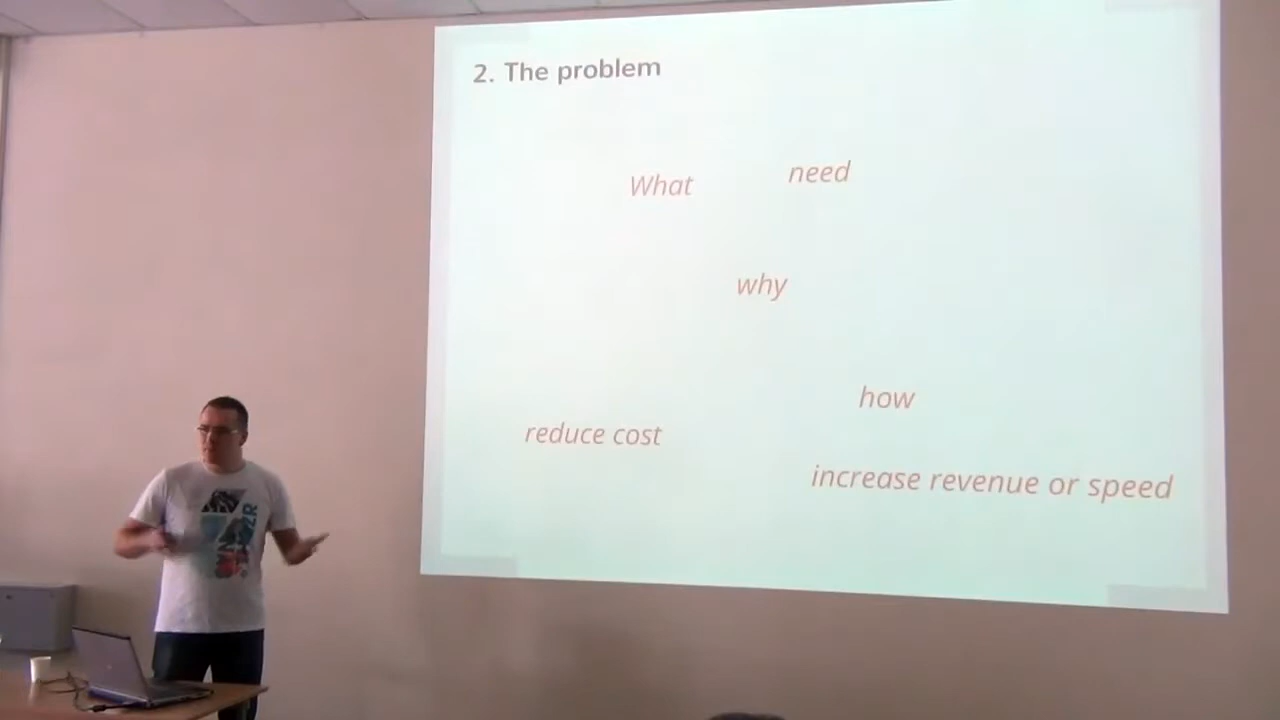 2. The problem
What need
why
how
reduce cost
increase revenue or speed